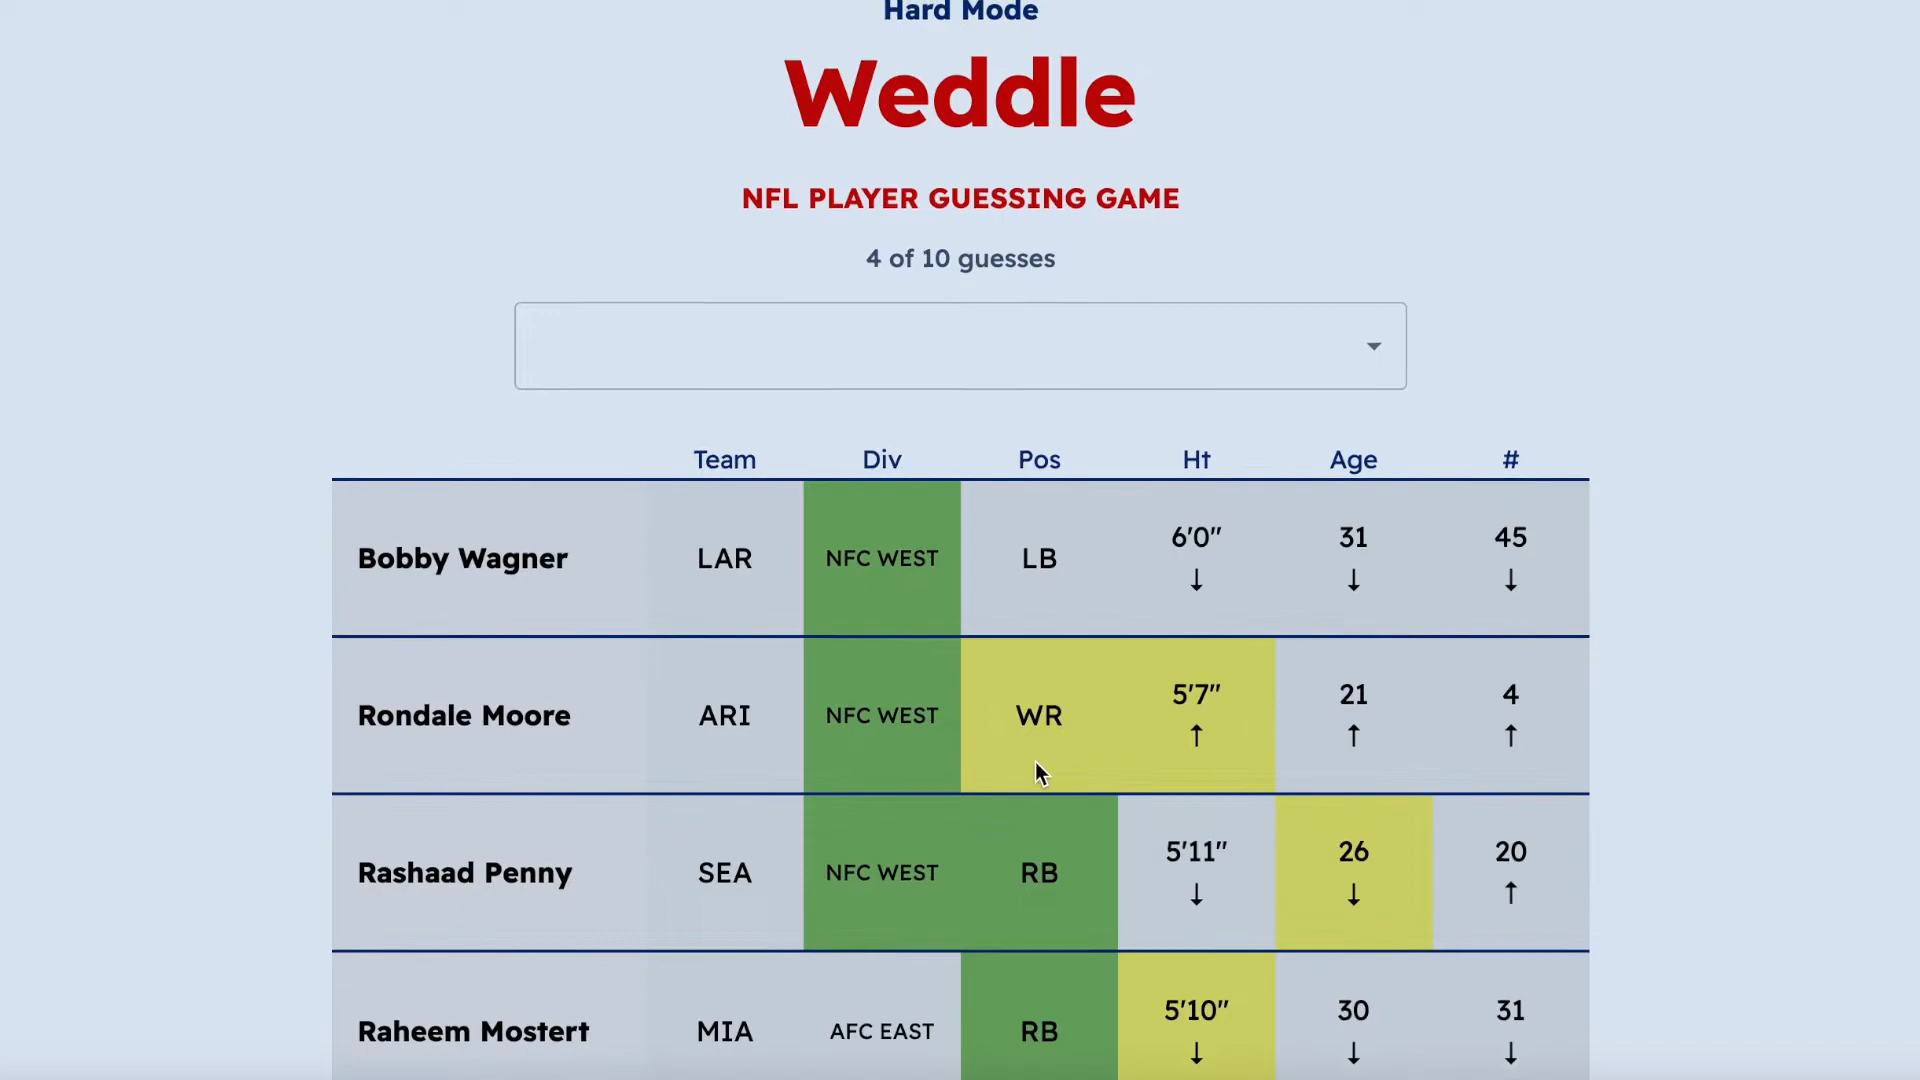 Hard Mode
Weddle
NFL PLAYER GUESSING GAME
4 of 10 guesses
Team Div Pos Ht Age #
Bobby Wagner LAR NFC WEST LB 6'0" ↓ 31 ↓ 45 ↓
Rondale Moore ARI NFC WEST WR 5'7" ↑ 21 ↑ 4 ↑
Rashaad Penny SEA NFC WEST RB 5'11" ↓ 26 ↓ 20 ↑
Raheem Mostert MIA AFC EAST RB 5'10" ↓ 30 ↓ 31 ↓